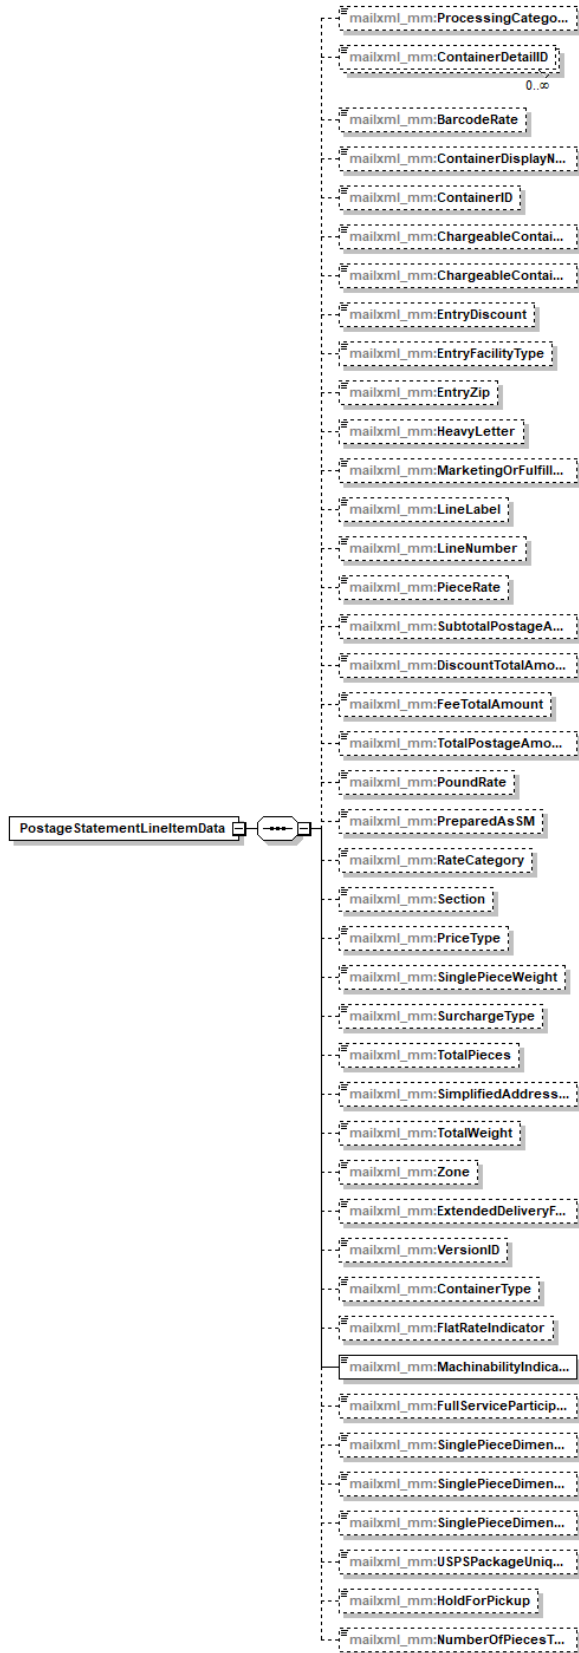 mailxml_mm:ProcessingCatego...
mailxml_mm:ContainerDetailID
0..∞
mailxml_mm:BarcodeRate
mailxml_mm:ContainerDisplayN...
mailxml_mm:ContainerID
mailxml_mm:ChargeableContai...
mailxml_mm:ChargeableContai...
mailxml_mm:EntryDiscount
mailxml_mm:EntryFacilityType
mailxml_mm:EntryZip
mailxml_mm:HeavyLetter
mailxml_mm:MarketingOrFulfill...
mailxml_mm:LineLabel
mailxml_mm:LineNumber
mailxml_mm:PieceRate
mailxml_mm:SubtotalPostageA...
mailxml_mm:DiscountTotalAmo...
mailxml_mm:FeeTotalAmount
mailxml_mm:TotalPostageAmo...
mailxml_mm:PoundRate
mailxml_mm:PreparedAsSM
PostageStatementLineItemData
mailxml_mm:RateCategory
mailxml_mm:Section
mailxml_mm:PriceType
mailxml_mm:SinglePieceWeight
mailxml_mm:SurchargeType
mailxml_mm:TotalPieces
mailxml_mm:SimplifiedAddress...
mailxml_mm:TotalWeight
mailxml_mm:Zone
mailxml_mm:ExtendedDeliveryF...
mailxml_mm:VersionID
mailxml_mm:ContainerType
mailxml_mm:FlatRateIndicator
mailxml_mm:MachinabilityIndica...
mailxml_mm:FullServiceParticip...
mailxml_mm:SinglePieceDimen...
mailxml_mm:SinglePieceDimen...
mailxml_mm:SinglePieceDimen...
mailxml_mm:USPSPackageUniq...
mailxml_mm:HoldForPickup
mailxml_mm:NumberOfPiecesT...